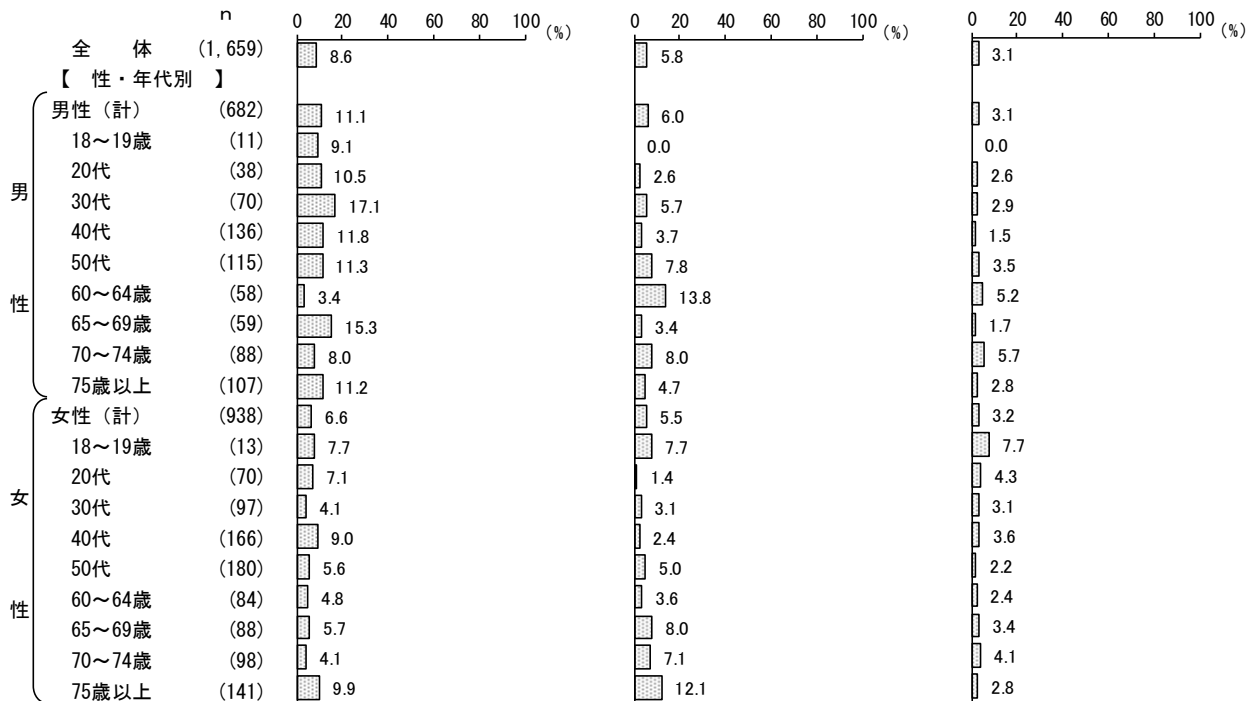 n 0 20 40 60 80 100 (%) 0 20 40 60 80 100 (%) 0 20 40 60 80 100 (%)
全 体 (1,659) 8.6 5.8 3.1
【 性・年代別 】
男性（計） (682) 11.1 6.0 3.1
18～19歳 (11) 9.1 0.0 0.0
20代 (38) 10.5 2.6 2.6
男
30代 (70) 17.1 5.7 2.9
40代 (136) 11.8 3.7 1.5
50代 (115) 11.3 7.8 3.5
性
60～64歳 (58) 3.4 13.8 5.2
65～69歳 (59) 15.3 3.4 1.7
70～74歳 (88) 8.0 8.0 5.7
75歳以上 (107) 11.2 4.7 2.8
女性（計） (938) 6.6 5.5 3.2
18～19歳 (13) 7.7 7.7 7.7
20代 (70) 7.1 1.4 4.3
女
30代 (97) 4.1 3.1 3.1
40代 (166) 9.0 2.4 3.6
50代 (180) 5.6 5.0 2.2
性
60～64歳 (84) 4.8 3.6 2.4
65～69歳 (88) 5.7 8.0 3.4
70～74歳 (98) 4.1 7.1 4.1
75歳以上 (141) 9.9 12.1 2.8